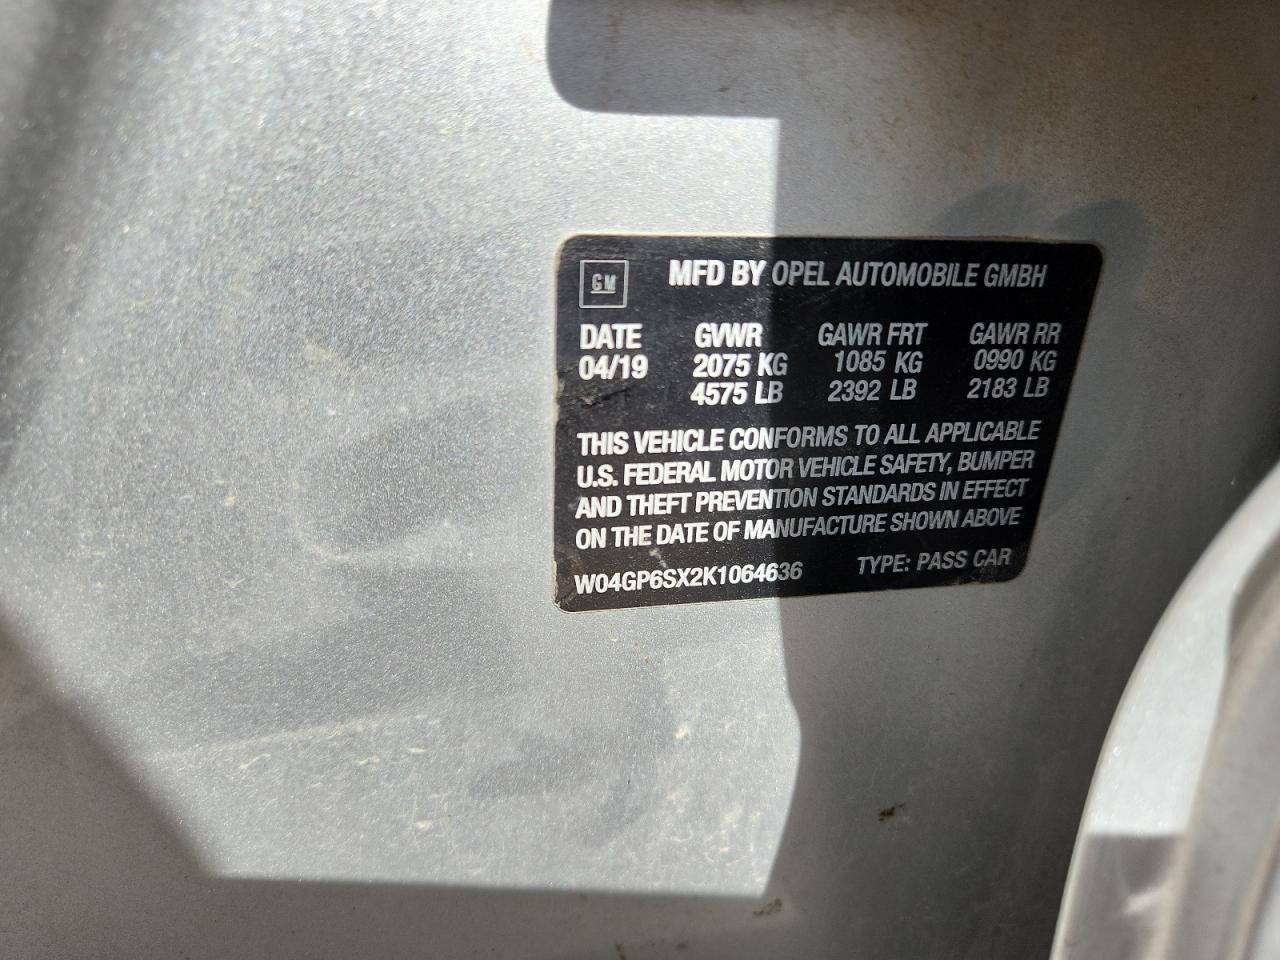 GM
MFD BY OPEL AUTOMOBILE GMBH
DATE GVWR GAWR FRT GAWR RR
04/19 2075 KG 1085 KG 0990 KG
4575 LB 2392 LB 2183 LB
THIS VEHICLE CONFORMS TO ALL APPLICABLE
U.S. FEDERAL MOTOR VEHICLE SAFETY, BUMPER
AND THEFT PREVENTION STANDARDS IN EFFECT
ON THE DATE OF MANUFACTURE SHOWN ABOVE
W04GP6SX2K1064636 TYPE: PASS CAR